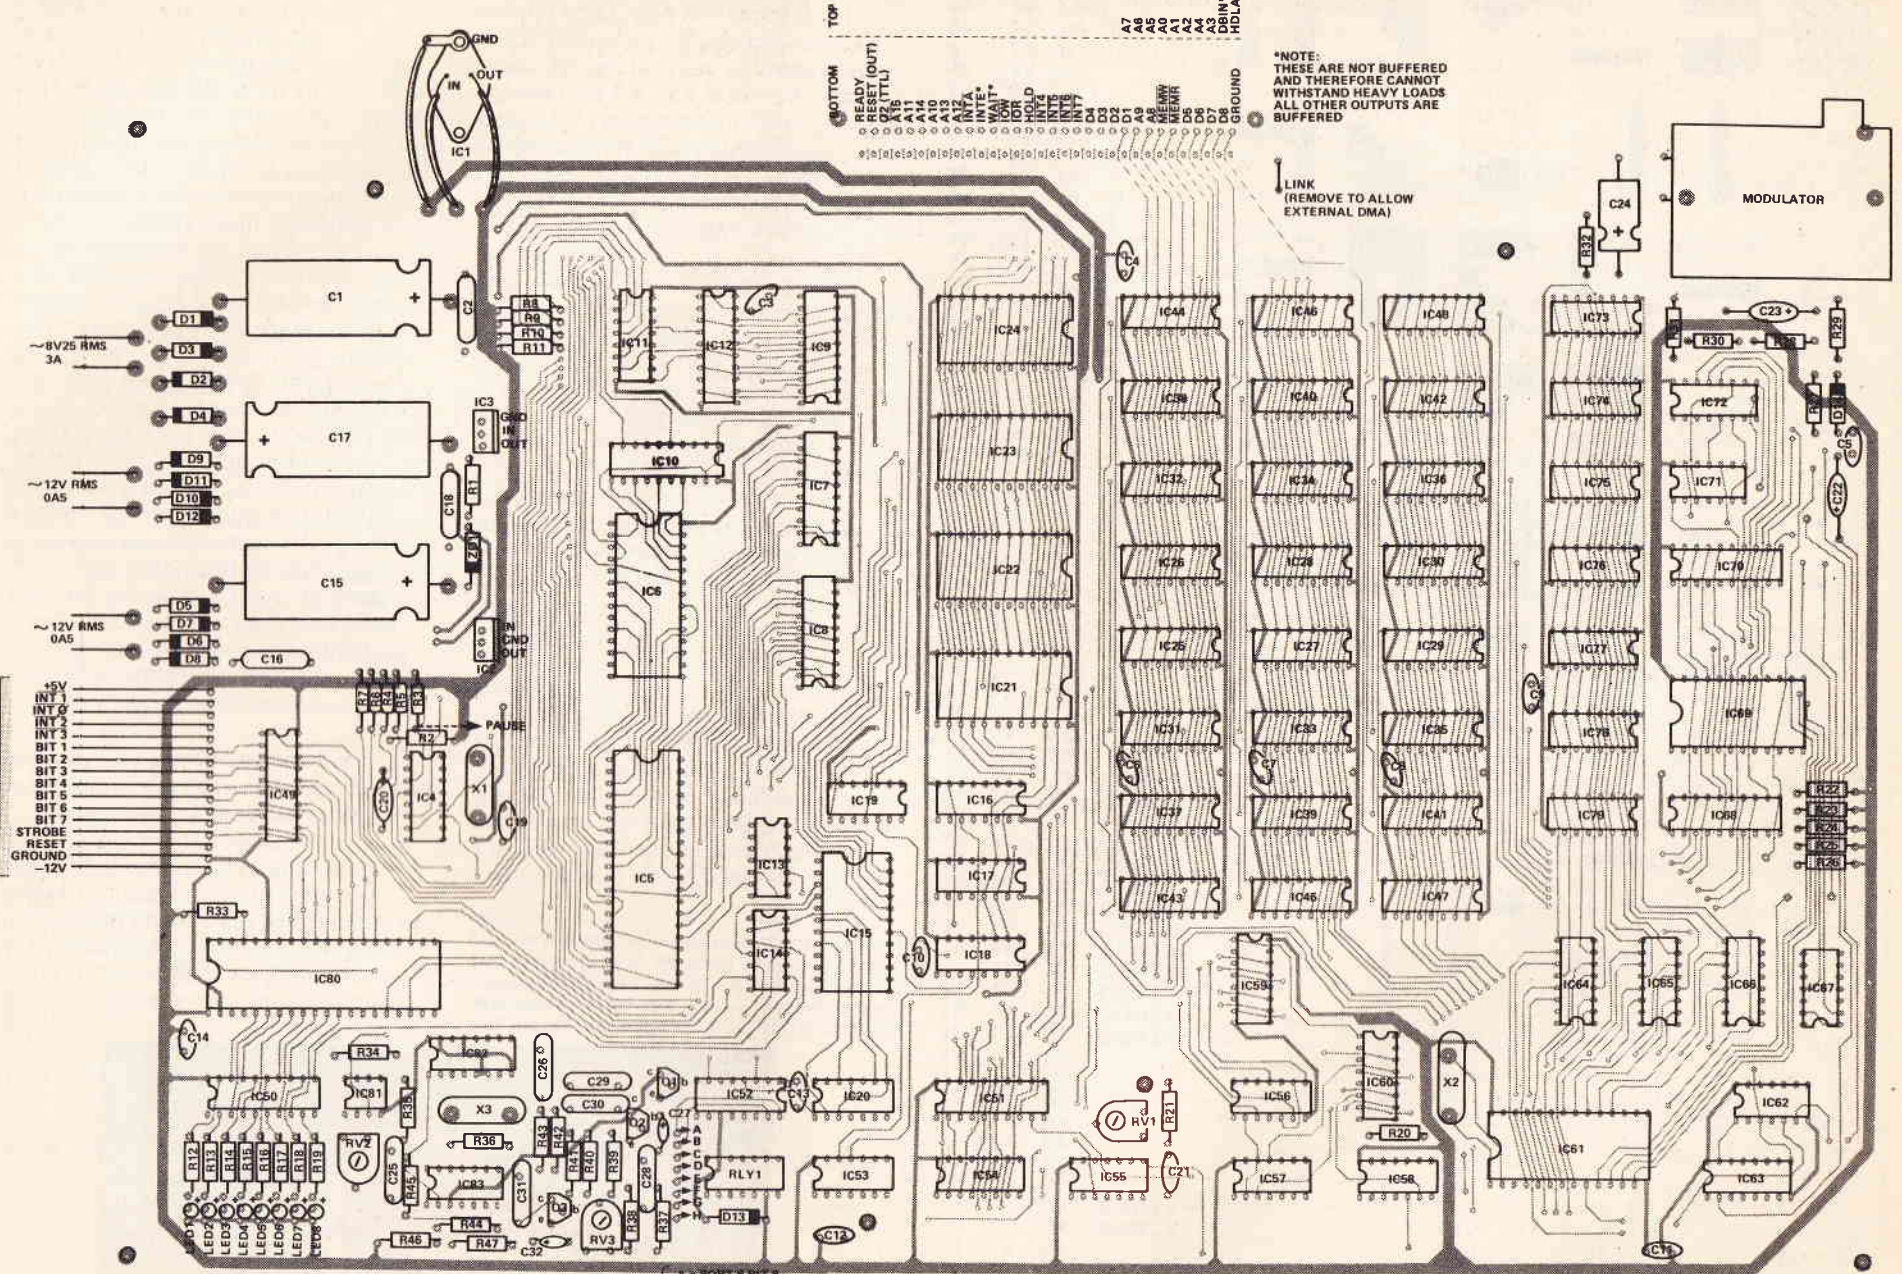 TOP
A7
A6
A5
A0
A1
A2
A4
A3
BOTTOM
READY
RESET (OUT)
A15
A11
A14
A10
A13
A12
INTA
INTE*
WAIT*
IOW
IOR
HOLD
INT4
INT5
INT6
INT7
D4
D3
D2
D1
A9
A8
MEMW
MEMR
D5
D6
D7
D8
GROUND
*NOTE:
THESE ARE NOT BUFFERED
AND THEREFORE CANNOT
WITHSTAND HEAVY LOADS
ALL OTHER OUTPUTS ARE
BUFFERED
GND
OUT
IN
IC1
LINK
(REMOVE TO ALLOW
EXTERNAL DMA)
C24
R32
MODULATOR
C4
C1
+
C2
D1
~8V25 RMS
3A
D3
D2
D4
R8
R9
R10
R11
IC11
IC12
C3
IC9
IC24
IC44
IC46
IC48
IC73
C23 +
R29
R30
IC3
GND
IN
OUT
+
C17
D9
D11
D10
D12
~12V RMS
0A5
C18
R1
ZD1
IC10
IC7
IC23
IC38
IC40
IC42
IC74
IC72
IC32
IC34
IC36
IC75
IC71
+ C22
C15
+
D5
D7
D6
D8
~12V RMS
0A5
C16
IN
GND
OUT
IC6
IC8
IC22
IC26
IC28
IC30
IC76
IC70
IC25
IC27
IC29
IC77
IC21
+5V
INT 1
INT 0
INT 2
INT 3
BIT 1
BIT 2
BIT 3
BIT 4
BIT 5
BIT 6
BIT 7
STROBE
RESET
GROUND
-12V
R7
R6
R4
R5
R3
R2
PAUSE
IC49
C20
IC4
X1
C19
IC5
IC19
IC16
IC31
IC33
IC35
IC78
IC69
C7
IC37
IC39
IC41
IC79
IC68
R22
R23
R24
R25
R26
IC13
IC17
IC43
IC45
IC47
R33
IC80
IC14
IC15
C10
IC18
IC59
IC64
IC65
IC66
IC67
C14
R34
IC82
C26
C29
C30
Q1
c
b
IC50
IC81
R35
X3
R36
IC52
C13
IC20
IC51
RV1
R21
IC56
IC60
X2
R20
IC62
IC61
R43
R42
R41
R40
R39
C27
A
B
C
D
E
F
G
H
C28
RLY1
IC53
IC54
IC55
C21
IC57
IC58
IC63
R12
R13
R14
R15
R16
R17
R18
R19
RV2
C25
R45
IC83
C31
R44
R46
R47
C32
RV3
R38
R37
D13
C12
C11
LED1
LED2
LED3
LED4
LED5
LED6
LED7
LED8